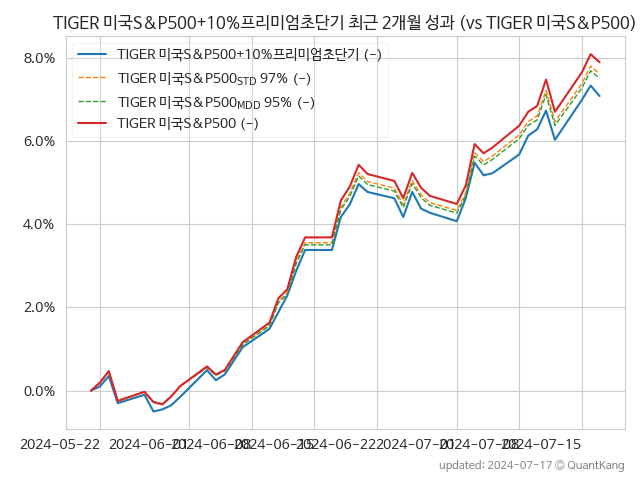 TIGER 미국S&P500+10%프리미엄초단기 최근 2개월 성과 (vs TIGER 미국S&P500)
TIGER 미국S&P500+10%프리미엄초단기 (-)
TIGER 미국S&P500STD 97% (-)
TIGER 미국S&P500MDD 95% (-)
TIGER 미국S&P500 (-)
8.0%
6.0%
4.0%
2.0%
0.0%
2024-05-22 2024-06-01 2024-06-08 2024-06-15 2024-06-22 2024-07-01 2024-07-08 2024-07-15
updated: 2024-07-17 © QuantKang